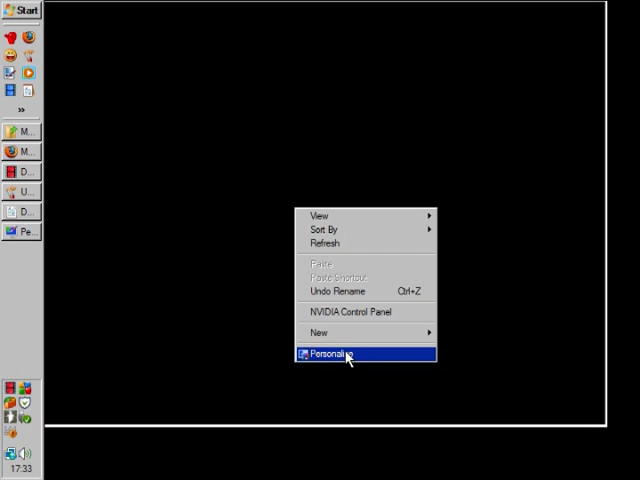 Start
»
M...
M...
D...
U...
D...
Pe...
View
Sort By
Refresh
Paste
Paste Shortcut
Undo Rename Ctrl+Z
NVIDIA Control Panel
New
Personalize
17:33